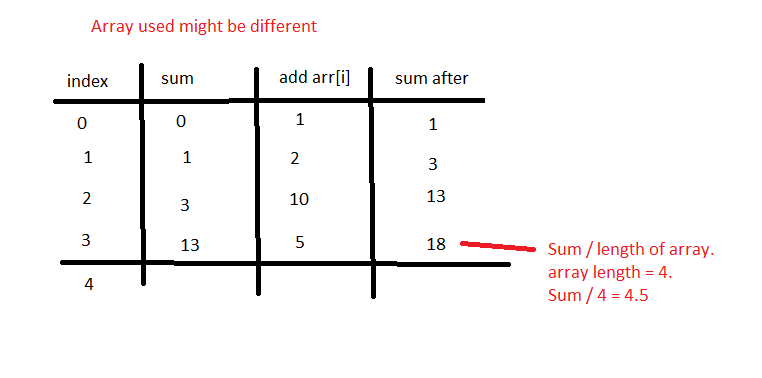 Array used might be different
index sum add arr[i] sum after
0 0 1 1
1 1 2 3
2 3 10 13
3 13 5 18
Sum / length of array.
array length = 4.
Sum / 4 = 4.5
4